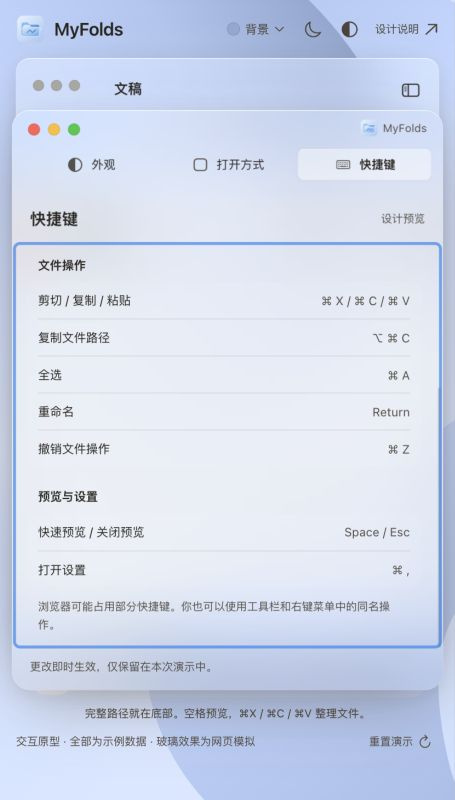 MyFolds
背景
设计说明
文稿
MyFolds
外观
打开方式
快捷键
快捷键
设计预览
文件操作
剪切 / 复制 / 粘贴
⌘ X / ⌘ C / ⌘ V
复制文件路径
⌥ ⌘ C
全选
⌘ A
重命名
Return
撤销文件操作
⌘ Z
预览与设置
快速预览 / 关闭预览
Space / Esc
打开设置
⌘ ,
浏览器可能占用部分快捷键。你也可以使用工具栏和右键菜单中的同名操
作。
更改即时生效，仅保留在本次演示中。
完整路径就在底部。空格预览，⌘X / ⌘C / ⌘V 整理文件。
交互原型 · 全部为示例数据 · 玻璃效果为网页模拟
重置演示